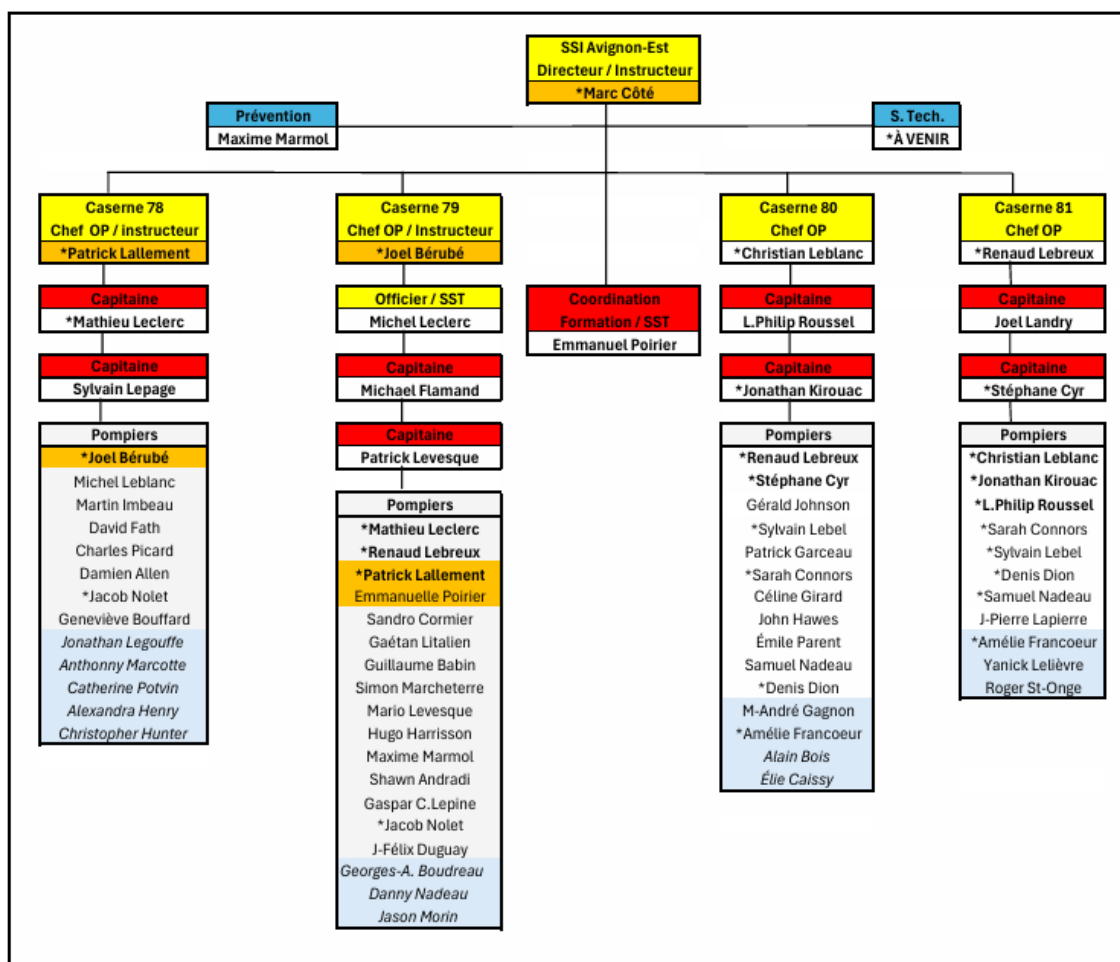 SSI Avignon-Est
Directeur / Instructeur
*Marc Côté
Prévention
Maxime Marmol
S. Tech.
*À VENIR
Caserne 78
Chef OP / instructeur
*Patrick Lallement
Capitaine
*Mathieu Leclerc
Capitaine
Sylvain Lepage
Pompiers
*Joel Bérubé
Michel Leblanc
Martin Imbeau
David Fath
Charles Picard
Damien Allen
*Jacob Nolet
Geneviève Bouffard
Jonathan Legouffe
Anthonny Marcotte
Catherine Potvin
Alexandra Henry
Christopher Hunter
Caserne 79
Chef OP / Instructeur
*Joel Bérubé
Officier / SST
Michel Leclerc
Capitaine
Michael Flamand
Capitaine
Patrick Levesque
Pompiers
*Mathieu Leclerc
*Renaud Lebreux
*Patrick Lallement
Emmanuelle Poirier
Sandro Cormier
Gaétan Litalien
Guillaume Babin
Simon Marcheterre
Mario Levesque
Hugo Harrisson
Maxime Marmol
Shawn Andradi
Gaspar C.Lepine
*Jacob Nolet
J-Félix Duguay
Georges-A. Boudreau
Danny Nadeau
Jason Morin
Coordination
Formation / SST
Emmanuel Poirier
Caserne 80
Chef OP
*Christian Leblanc
Capitaine
L.Philip Roussel
Capitaine
*Jonathan Kirouac
Pompiers
*Renaud Lebreux
*Stéphane Cyr
Gérald Johnson
*Sylvain Lebel
Patrick Garceau
*Sarah Connors
Céline Girard
John Hawes
Émile Parent
Samuel Nadeau
*Denis Dion
M-André Gagnon
*Amélie Francoeur
Alain Bois
Élie Caissy
Caserne 81
Chef OP
*Renaud Lebreux
Capitaine
Joel Landry
Capitaine
*Stéphane Cyr
Pompiers
*Christian Leblanc
*Jonathan Kirouac
*L.Philip Roussel
*Sarah Connors
*Sylvain Lebel
*Denis Dion
*Samuel Nadeau
J-Pierre Lapierre
*Amélie Francoeur
Yanick Lelièvre
Roger St-Onge